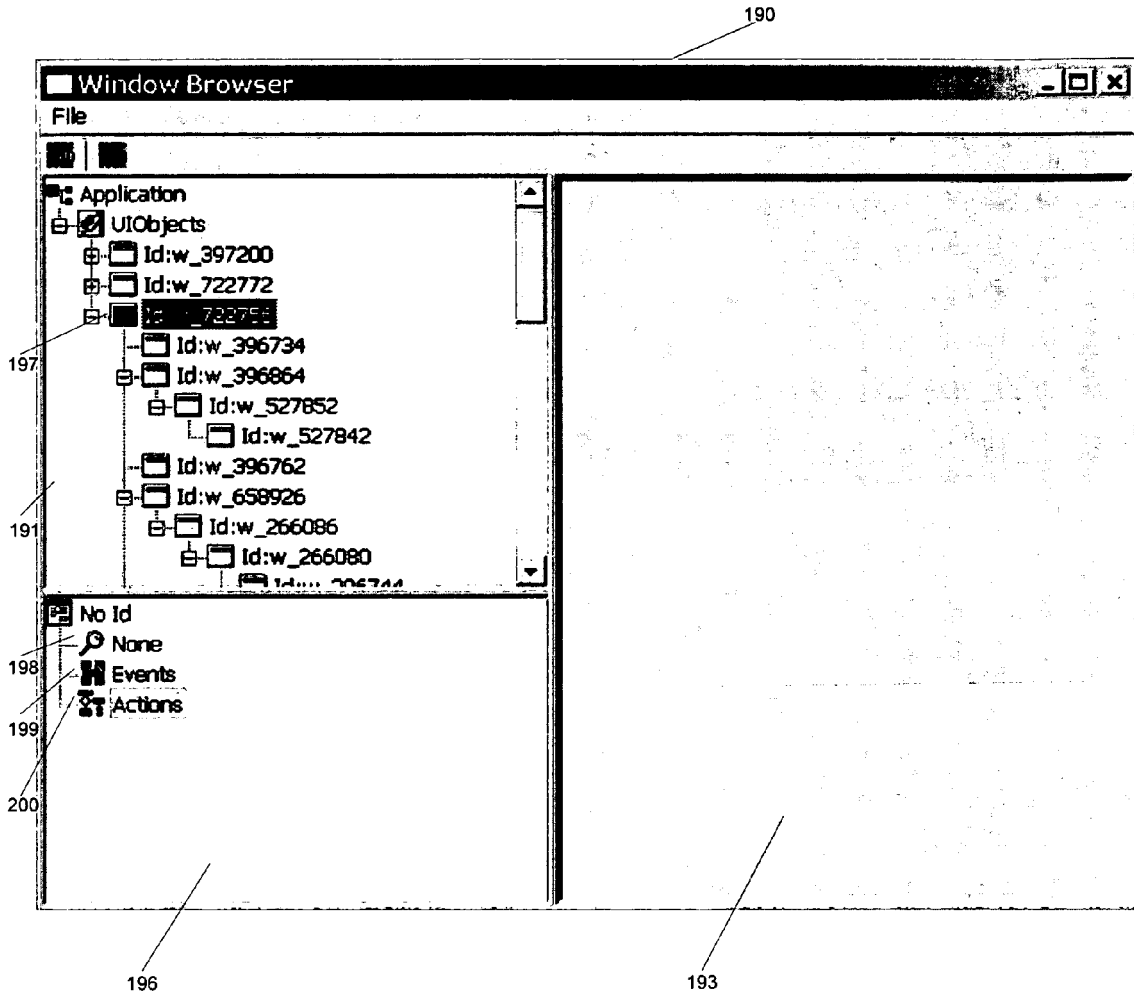 190
Window Browser
File
Application
UIObjects
Id:w_397200
Id:w_722772
197
Id:w_396734
Id:w_396864
Id:w_527852
Id:w_527842
Id:w_396762
Id:w_658926
191
Id:w_266086
Id:w_266080
No Id
198
None
Events
199
Actions
200
196
193